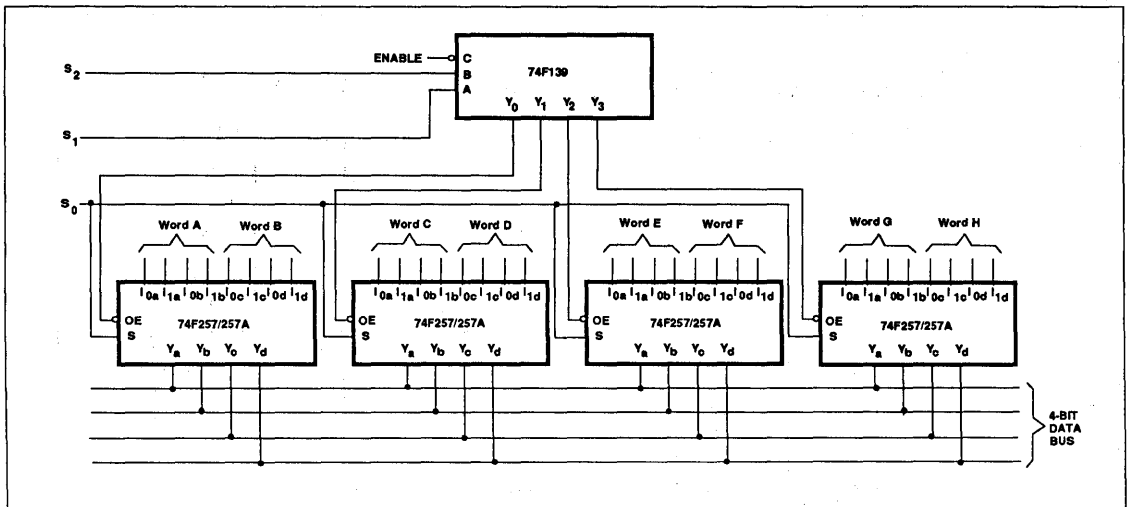 ENABLE C
S2 B 74F139
A
Y0 Y1 Y2 Y3
S1
S0
Word A Word B Word C Word D Word E Word F Word G Word H
I0a I1a I0b I1b I0c I1c I0d I1d I0a I1a I0b I1b I0c I1c I0d I1d I0a I1a I0b I1b I0c I1c I0d I1d I0a I1a I0b I1b I0c I1c I0d I1d
OE 74F257/257A OE 74F257/257A OE 74F257/257A OE 74F257/257A
S Ya Yb Yc Yd S Ya Yb Yc Yd S Ya Yb Yc Yd S Ya Yb Yc Yd
4-BIT
DATA
BUS